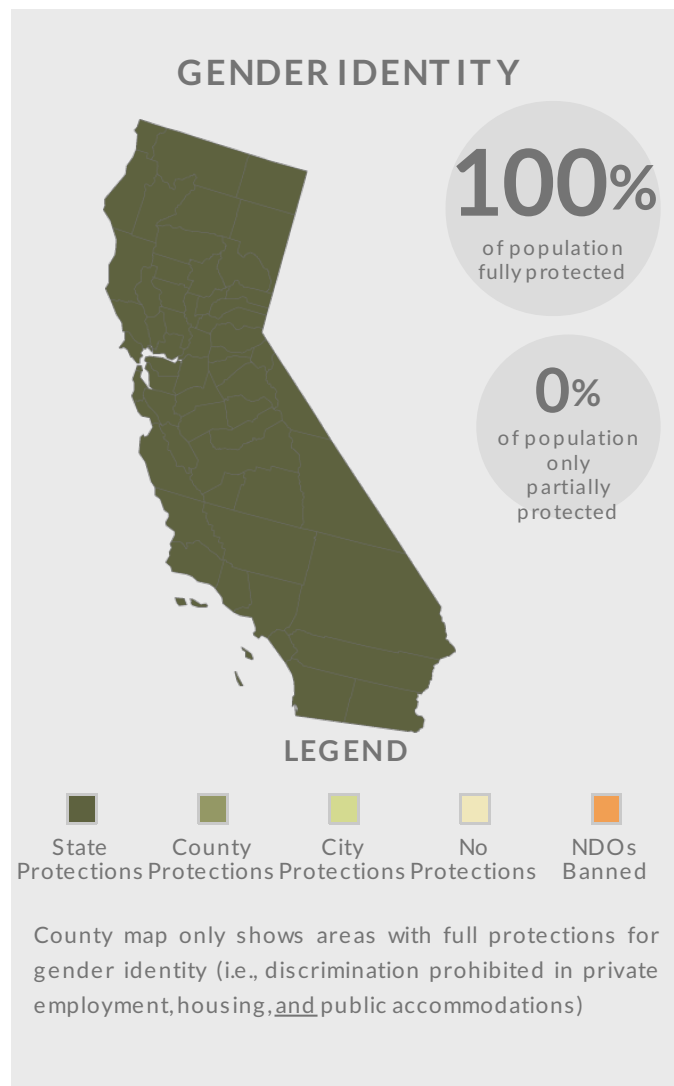 GENDER IDENTITY
100%
of population
fully protected
0%
of population
only
partially
protected
LEGEND
State
Protections
County
Protections
City
Protections
No
Protections
NDOs
Banned
County map only shows areas with full protections for
gender identity (i.e., discrimination prohibited in private
employment, housing, and public accommodations)